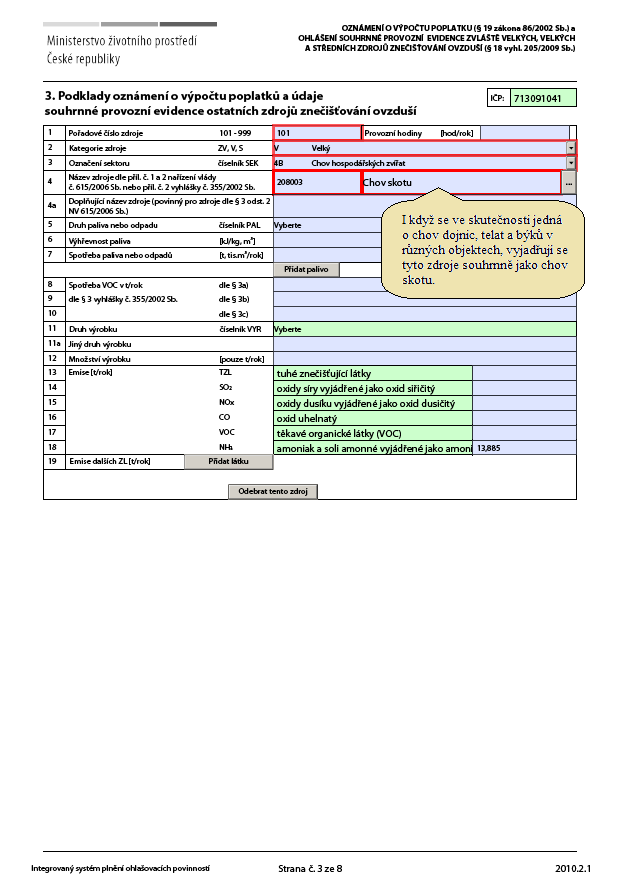 Ministerstvo životního prostředí
České republiky
OZNÁMENÍ O VÝPOČTU POPLATKU (§ 19 zákona 86/2002 Sb.) a
OHLÁŠENÍ SOUHRNNÉ PROVOZNÍ EVIDENCE ZVLÁŠTĚ VELKÝCH, VELKÝCH
A STŘEDNÍCH ZDROJŮ ZNEČIŠŤOVÁNÍ OVZDUŠÍ (§ 18 vyhl. 205/2009 Sb.)
3. Podklady oznámení o výpočtu poplatků a údaje
souhrnné provozní evidence ostatních zdrojů znečišťování ovzduší
IČP: 713091041
1 Pořadové číslo zdroje 101 - 999 101 Provozní hodiny [hod/rok]
2 Kategorie zdroje ZV, V, S V Velký
3 Označení sektoru číselník SEK 4B Chov hospodářských zvířat
4 Název zdroje dle příl. č. 1 a 2 nařízení vlády
č. 615/2006 Sb. nebo příl. č. 2 vyhlášky č. 355/2002 Sb. 208003 Chov skotu ...
4a Doplňující název zdroje (povinný pro zdroje dle § 3 odst. 2
NV 615/2006 Sb.)
5 Druh paliva nebo odpadu číselník PAL Vyberte
6 Výhřevnost paliva [kJ/kg, m³]
7 Spotřeba paliva nebo odpadů [t, tis.m³/rok]
Přidat palivo
I když se ve skutečnosti jedná
o chov dojnic, telat a býků v
různých objektech, vyjadřují se
tyto zdroje souhrnně jako chov
skotu.
8 Spotřeba VOC v t/rok dle § 3a)
9 dle § 3 vyhlášky č. 355/2002 Sb. dle § 3b)
10 dle § 3c)
11 Druh výrobku číselník VYR Vyberte
11a Jiný druh výrobku
12 Množství výrobku [pouze t/rok]
13 Emise [t/rok] TZL tuhé znečišťující látky
14 SO₂ oxidy síry vyjádřené jako oxid siřičitý
15 NOx oxidy dusíku vyjádřené jako oxid dusičitý
16 CO oxid uhelnatý
17 VOC těkavé organické látky (VOC)
18 NH₃ amoniak a soli amonné vyjádřené jako amoni 13,885
19 Emise dalších ZL [t/rok] Přidat látku
Odebrat tento zdroj
Integrovaný systém plnění ohlašovacích povinností
Strana č. 3 ze 8
2010.2.1